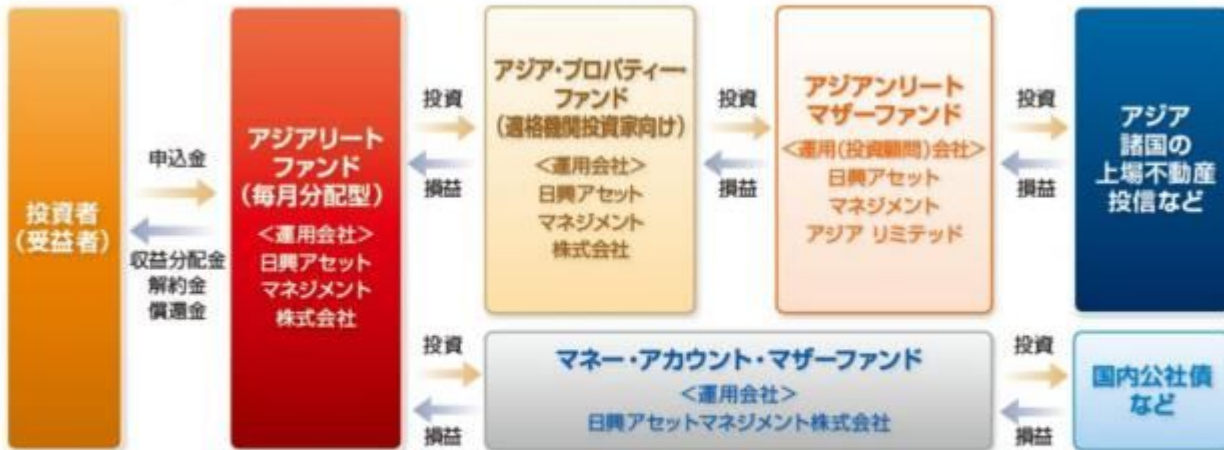 投資者
(受益者)
申込金
収益分配金
解約金
償還金
アジアリート
ファンド
(毎月分配型)
<運用会社>
日興アセット
マネジメント
株式会社
投資
損益
アジア・プロパティー・
ファンド
(適格機関投資家向け)
<運用会社>
日興アセット
マネジメント
株式会社
投資
損益
アジアンリート
マザーファンド
<運用(投資顧問)会社>
日興アセット
マネジメント
アジア リミテッド
投資
損益
アジア
諸国の
上場不動産
投信など
投資
損益
マネー・アカウント・マザーファンド
<運用会社>
日興アセットマネジメント株式会社
投資
損益
国内公社債
など